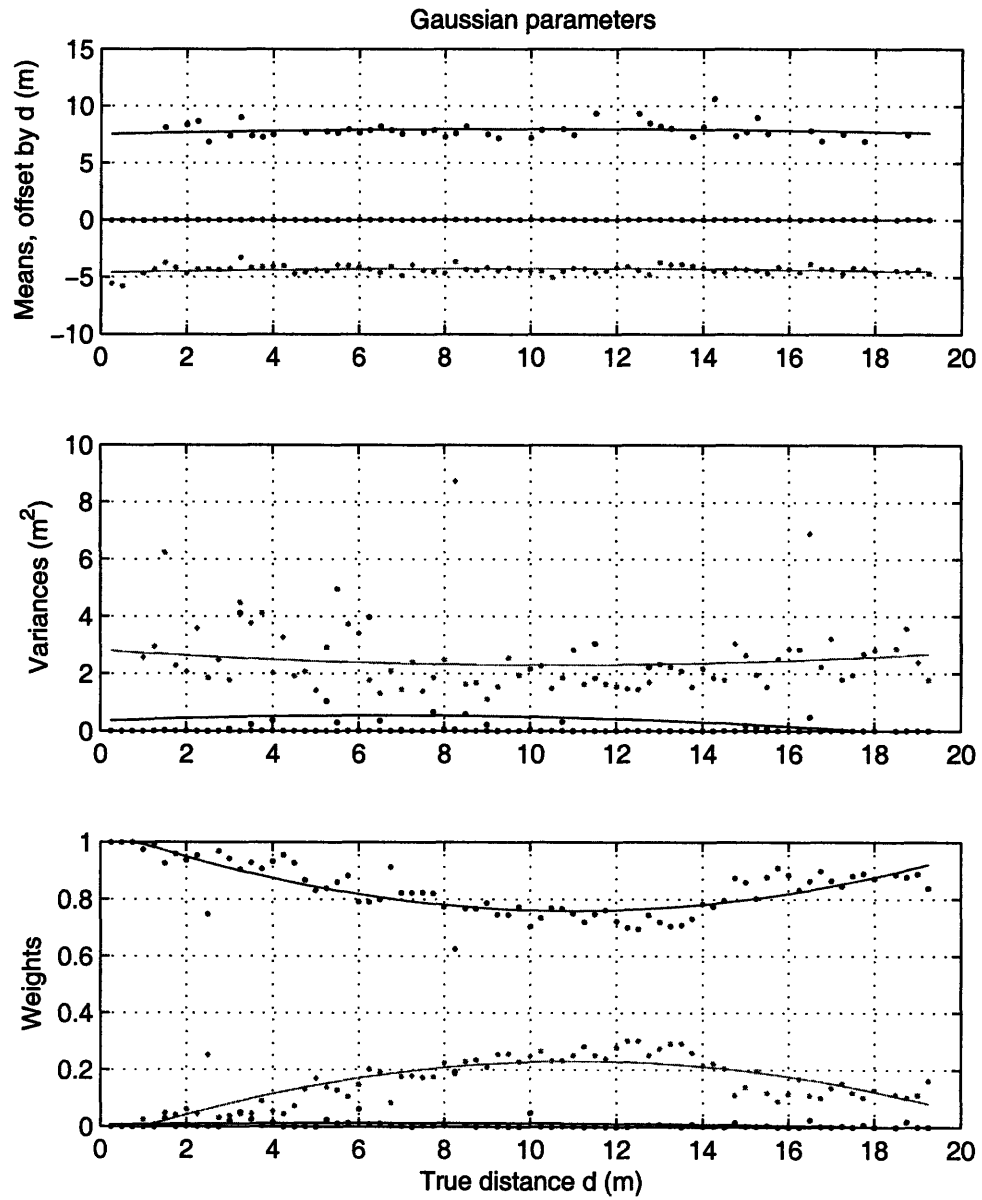 Gaussian parameters
Means, offset by d (m)
15
10
5
0
−5
−10
0 2 4 6 8 10 12 14 16 18 20
Variances (m²)
10
8
6
4
2
0
0 2 4 6 8 10 12 14 16 18 20
Weights
1
0.8
0.6
0.4
0.2
0
0 2 4 6 8 10 12 14 16 18 20
True distance d (m)